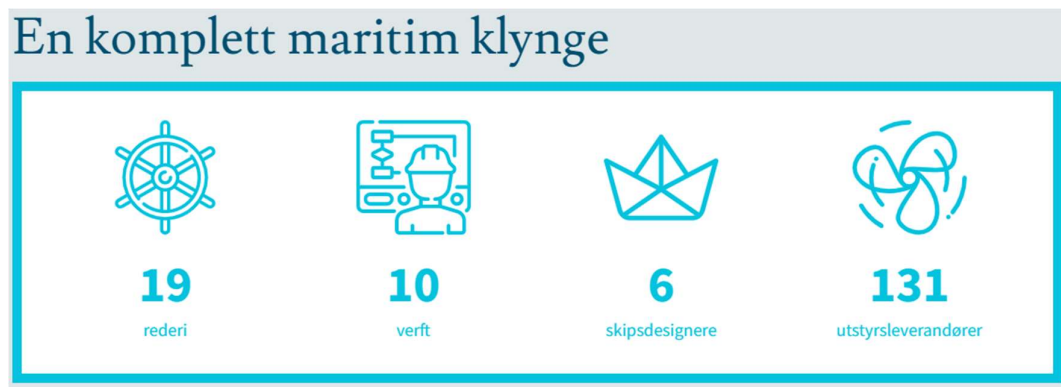 En komplett maritim klynge
19
rederi
10
verft
6
skipsdesignere
131
utstyrsleverandører